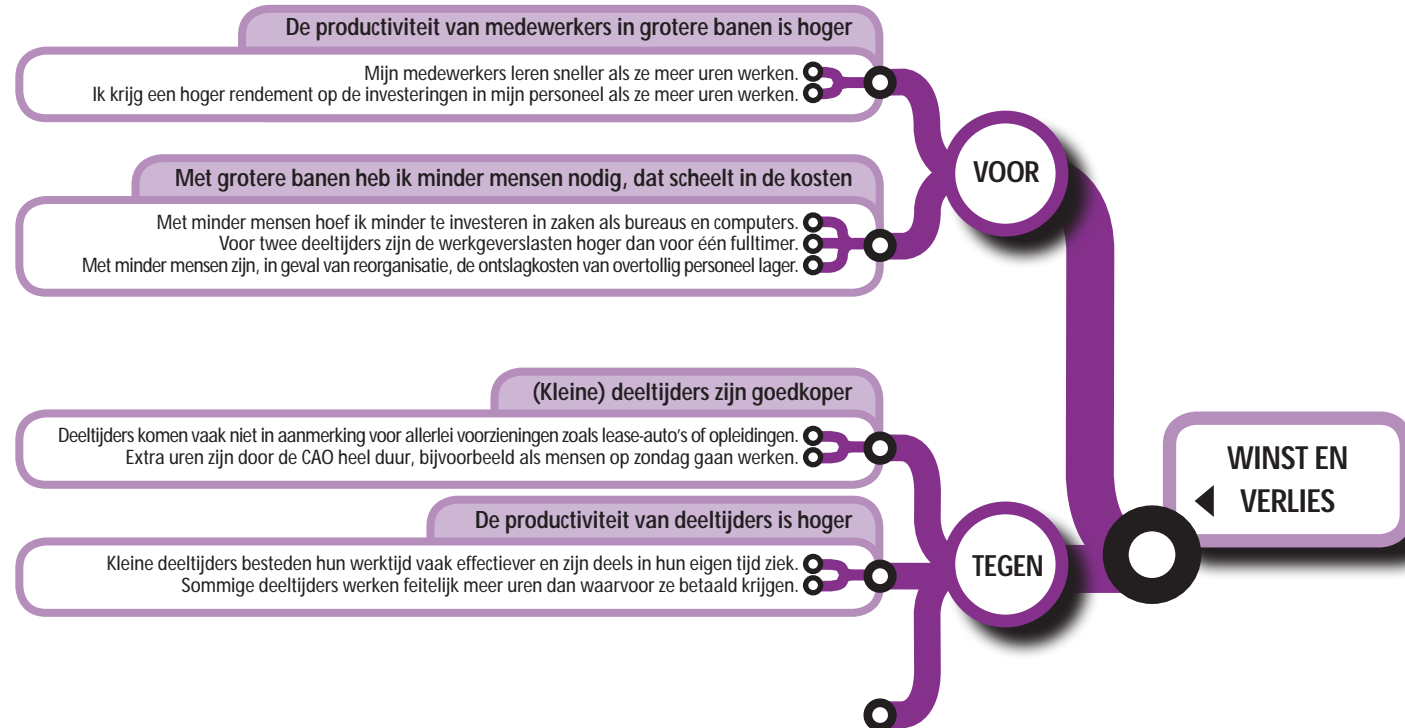 De productiviteit van medewerkers in grotere banen is hoger
Mijn medewerkers leren sneller als ze meer uren werken.
Ik krijg een hoger rendement op de investeringen in mijn personeel als ze meer uren werken.
VOOR
Met grotere banen heb ik minder mensen nodig, dat scheelt in de kosten
Met minder mensen hoef ik minder te investeren in zaken als bureaus en computers.
Voor twee deeltijders zijn de werkgeverslasten hoger dan voor één fulltimer.
Met minder mensen zijn, in geval van reorganisatie, de ontslagkosten van overtollig personeel lager.
(Kleine) deeltijders zijn goedkoper
Deeltijders komen vaak niet in aanmerking voor allerlei voorzieningen zoals lease-auto's of opleidingen.
Extra uren zijn door de CAO heel duur, bijvoorbeeld als mensen op zondag gaan werken.
WINST EN
VERLIES
De productiviteit van deeltijders is hoger
Kleine deeltijders besteden hun werktijd vaak effectiever en zijn deels in hun eigen tijd ziek.
Sommige deeltijders werken feitelijk meer uren dan waarvoor ze betaald krijgen.
TEGEN